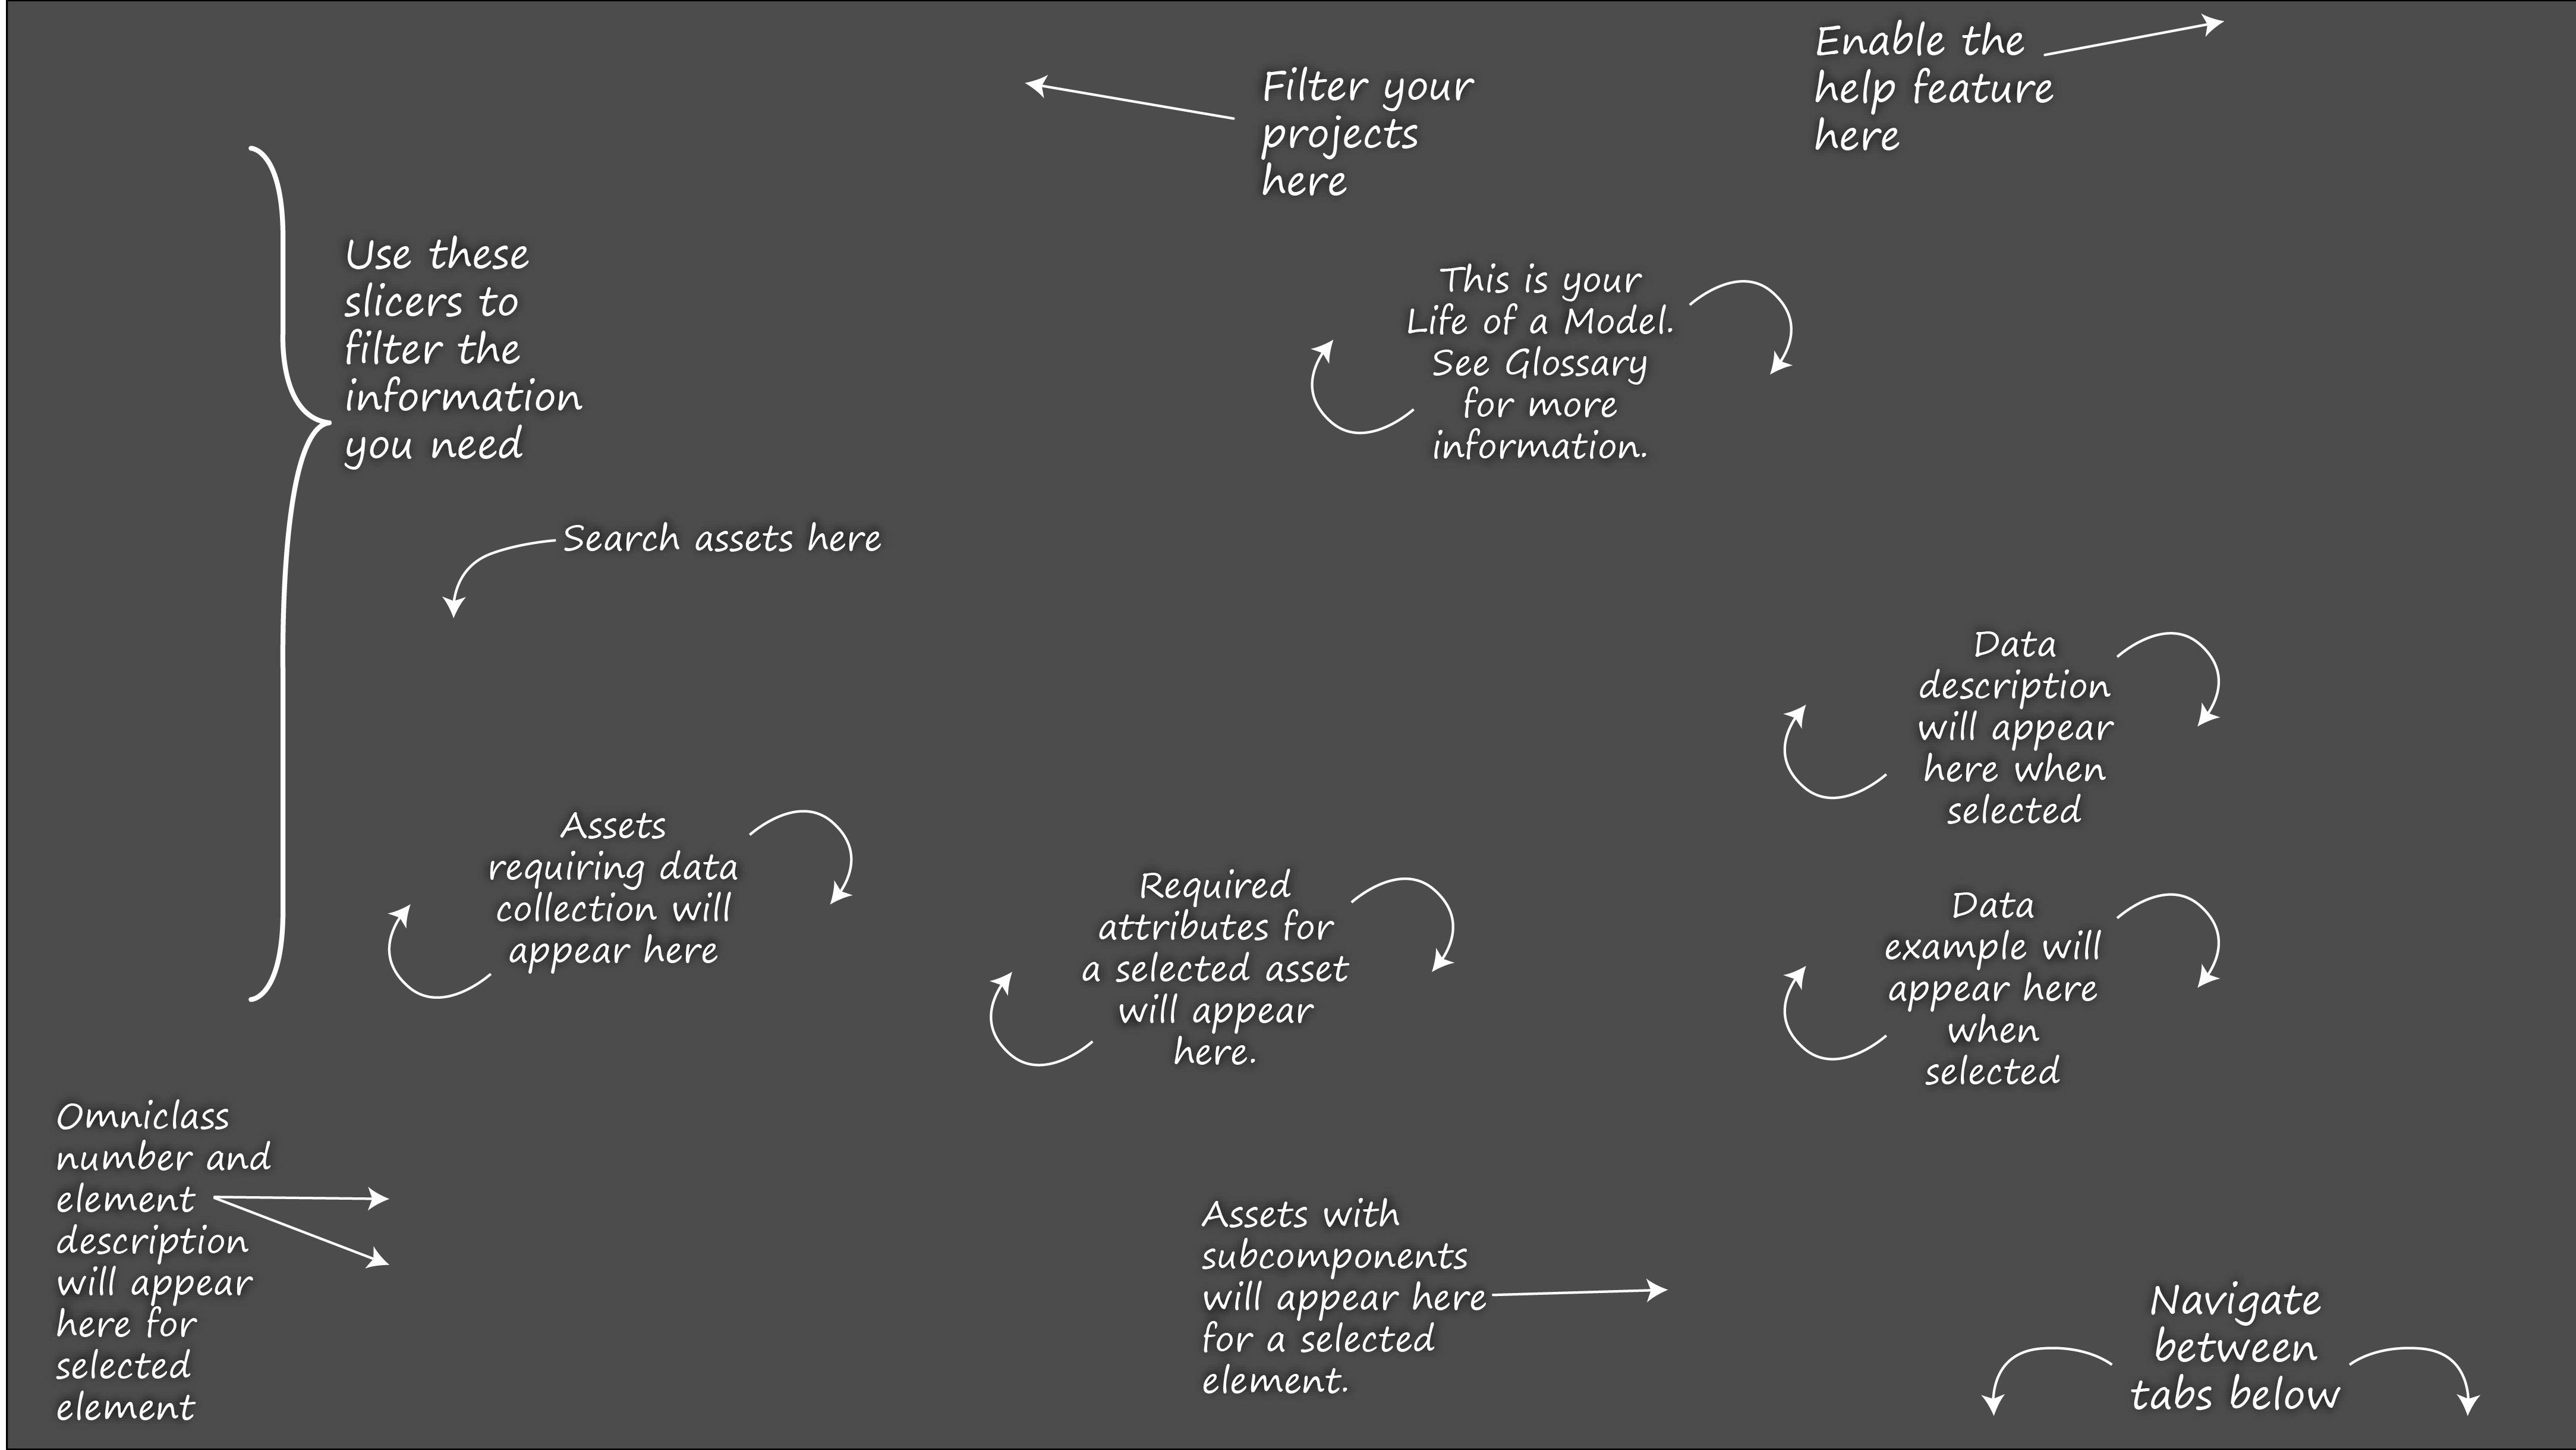 Enable the
help feature
here
Filter your
projects
here
Use these
slicers to
filter the
information
you need
This is your
Life of a Model.
See Glossary
for more
information.
Search assets here
Data
description
will appear
here when
selected
Assets
requiring data
collection will
appear here
Required
attributes for
a selected asset
will appear
here.
Data
example will
appear here
when
selected
Omniclass
number and
element
description
will appear
here for
selected
element
Assets with
subcomponents
will appear here
for a selected
element.
Navigate
between
tabs below